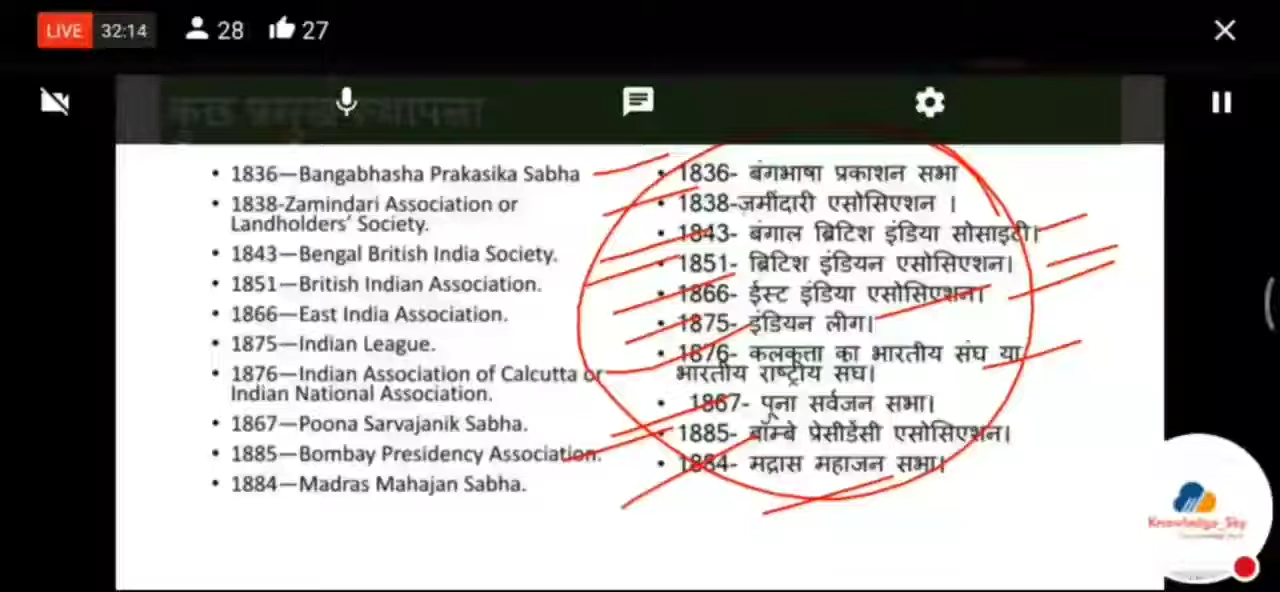 LIVE 32:14 28 27
कुछ प्रमुख स्थापना
• 1836—Bangabhasha Prakasika Sabha
• 1838-Zamindari Association or
Landholders' Society.
• 1843—Bengal British India Society.
• 1851—British Indian Association.
• 1866—East India Association.
• 1875—Indian League.
• 1876—Indian Association of Calcutta or
Indian National Association.
• 1867—Poona Sarvajanik Sabha.
• 1885—Bombay Presidency Association.
• 1884—Madras Mahajan Sabha.
• 1836- बंगभाषा प्रकाशन सभा
• 1838-ज़मींदारी एसोसिएशन ।
• 1843- बंगाल ब्रिटिश इंडिया सोसाइटी।
• 1851- ब्रिटिश इंडियन एसोसिएशन।
• 1866- ईस्ट इंडिया एसोसिएशन।
• 1875- इंडियन लीग।
• 1876- कलकत्ता का भारतीय संघ या
भारतीय राष्ट्रीय संघ।
• 1867- पूना सर्वजन सभा।
• 1885- बॉम्बे प्रेसीडेंसी एसोसिएशन।
• 1884- मद्रास महाजन सभा।
Knowledge_Sky